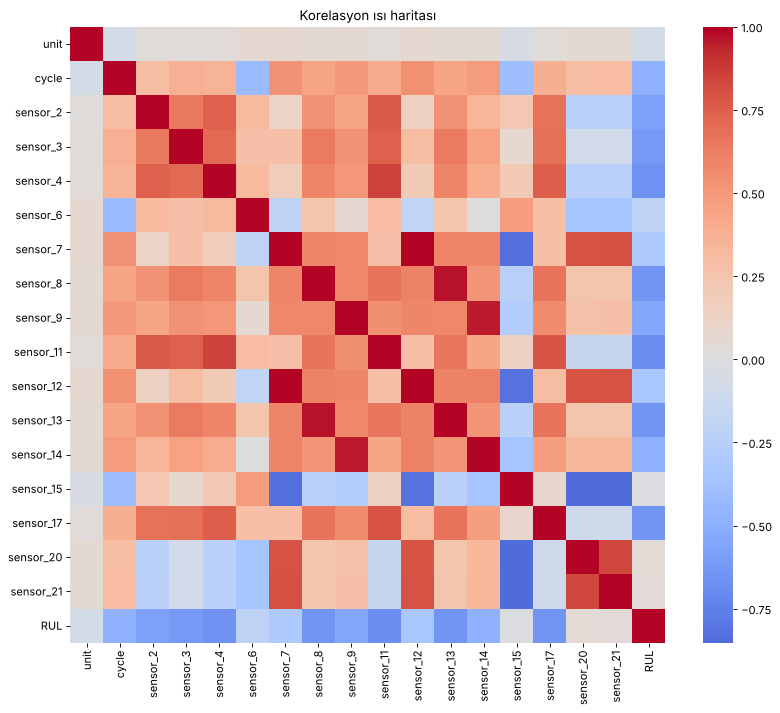 Korelasyon ısı haritası
unit
cycle
sensor_2
sensor_3
sensor_4
sensor_6
sensor_7
sensor_8
sensor_9
sensor_11
sensor_12
sensor_13
sensor_14
sensor_15
sensor_17
sensor_20
sensor_21
RUL
unit
cycle
sensor_2
sensor_3
sensor_4
sensor_6
sensor_7
sensor_8
sensor_9
sensor_11
sensor_12
sensor_13
sensor_14
sensor_15
sensor_17
sensor_20
sensor_21
RUL
1.00
0.75
0.50
0.25
0.00
−0.25
−0.50
−0.75